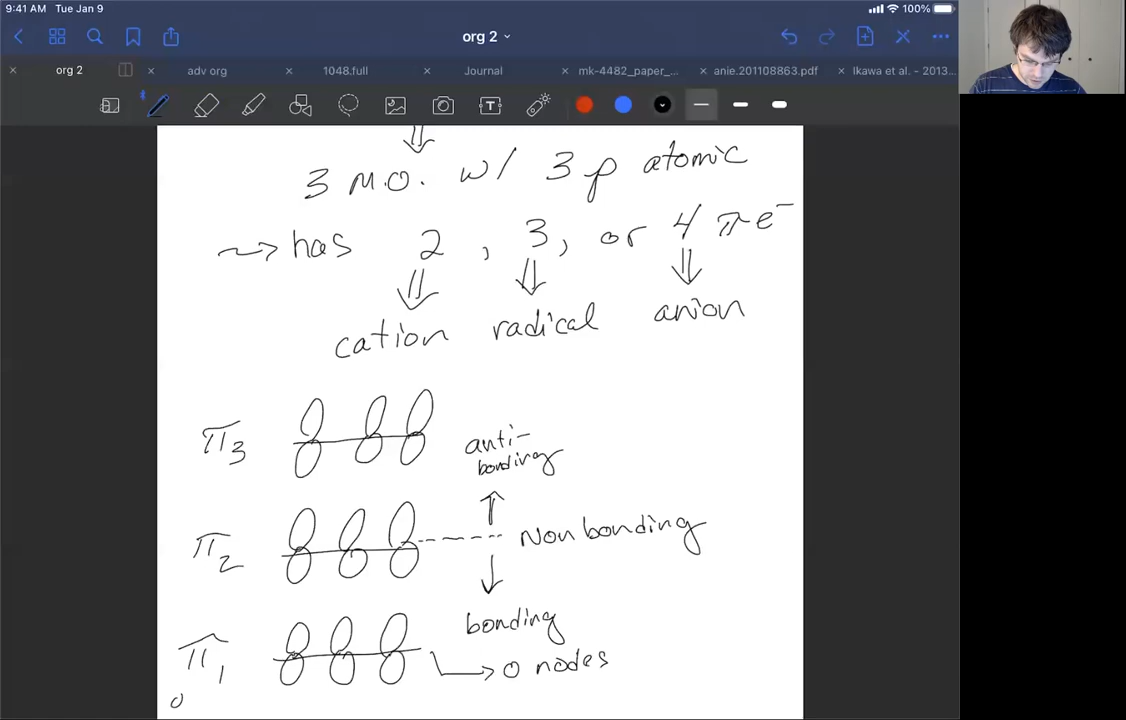 9:41 AM Tue Jan 9 100%
org 2
org 2 adv org 1048.full Journal mk-4482_paper_... anie.201108863.pdf Ikawa et al. - 2013...
3 M.O. w/ 3 p atomic
~> has 2, 3, or 4 π e⁻
cation radical anion
π3 anti-
bonding
π2 Nonbonding
bonding
π1 0 nodes
0